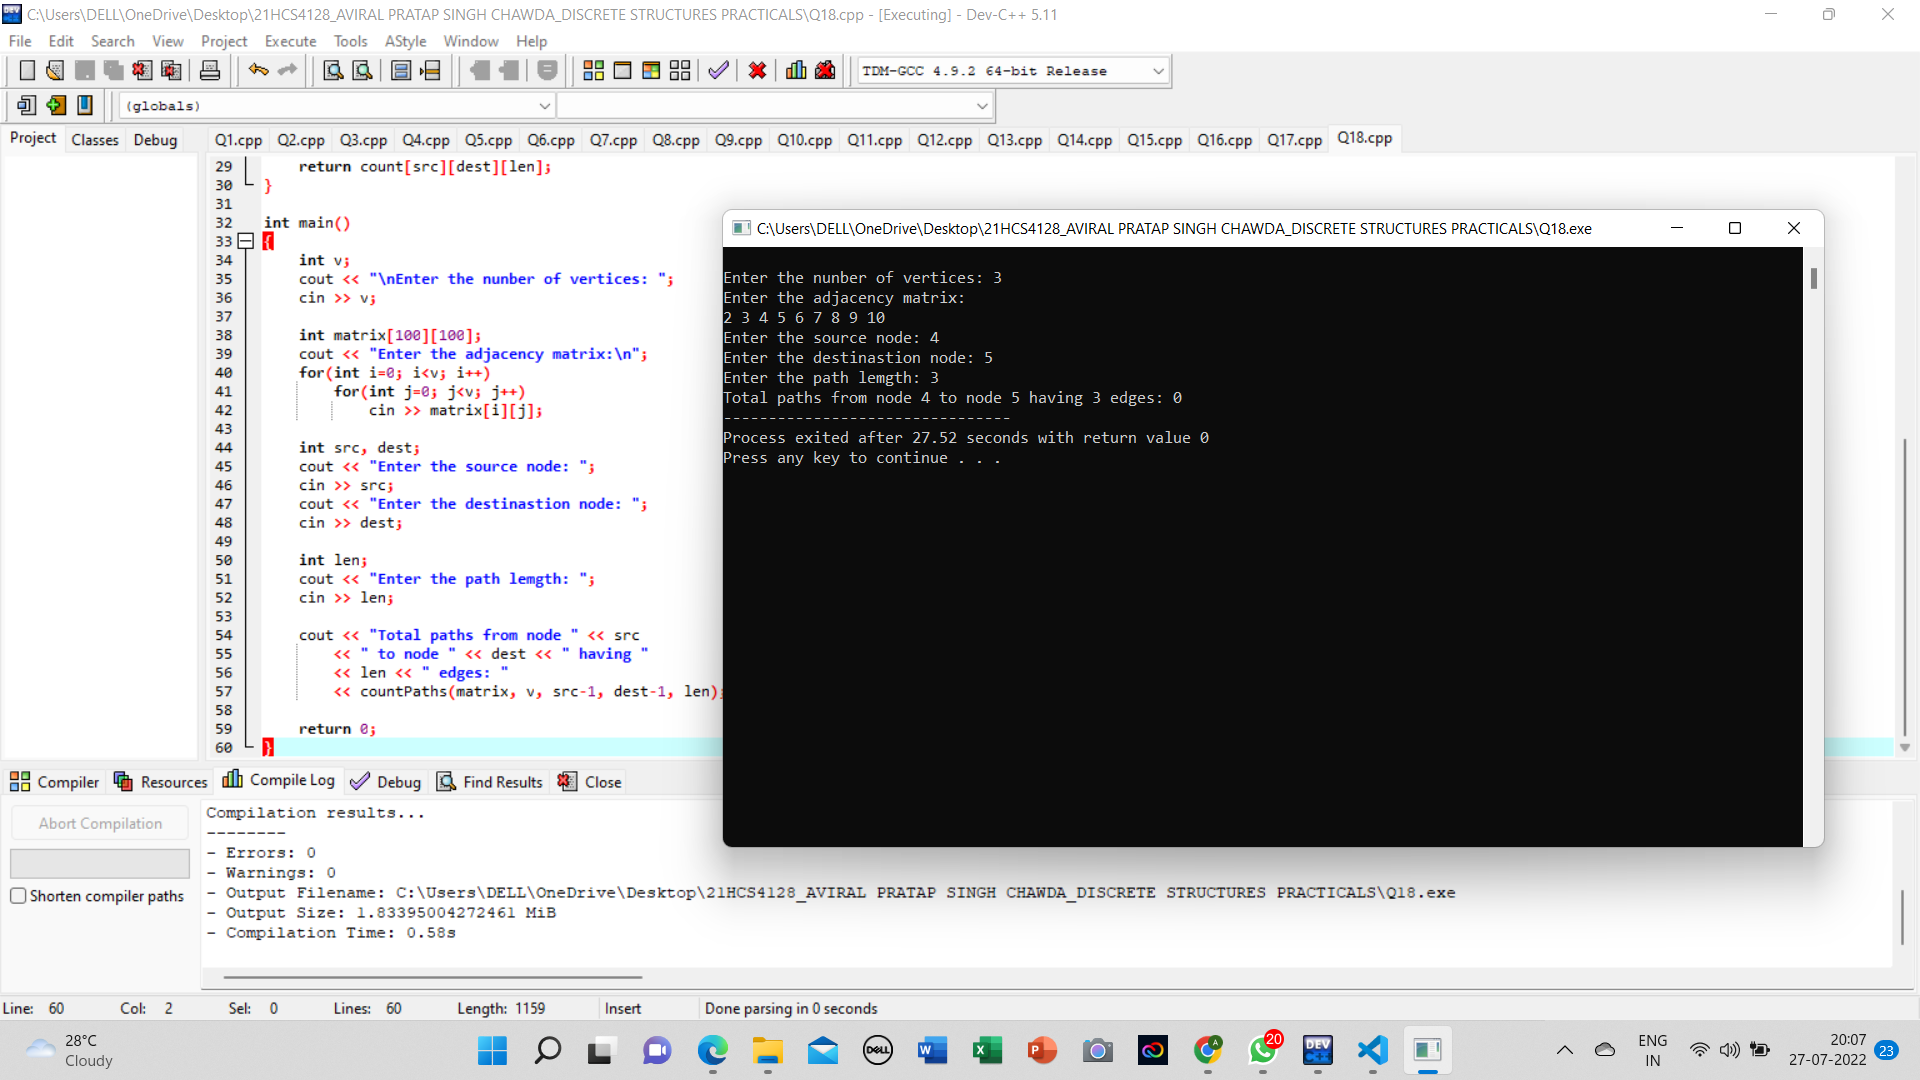 C:\Users\DELL\OneDrive\Desktop\21HCS4128_AVIRAL PRATAP SINGH CHAWDA_DISCRETE STRUCTURES PRACTICALS\Q18.cpp - [Executing] - Dev-C++ 5.11
File Edit Search View Project Execute Tools AStyle Window Help
TDM-GCC 4.9.2 64-bit Release
(globals)
Project Classes Debug
Q1.cpp Q2.cpp Q3.cpp Q4.cpp Q5.cpp Q6.cpp Q7.cpp Q8.cpp Q9.cpp Q10.cpp Q11.cpp Q12.cpp Q13.cpp Q14.cpp Q15.cpp Q16.cpp Q17.cpp Q18.cpp
29 return count[src][dest][len];
30 }
31
32 int main()
33 {
34 int v;
35 cout << "\nEnter the nunber of vertices: ";
36 cin >> v;
37
38 int matrix[100][100];
39 cout << "Enter the adjacency matrix:\n";
40 for(int i=0; i<v; i++)
41 for(int j=0; j<v; j++)
42 cin >> matrix[i][j];
43
44 int src, dest;
45 cout << "Enter the source node: ";
46 cin >> src;
47 cout << "Enter the destinastion node: ";
48 cin >> dest;
49
50 int len;
51 cout << "Enter the path lemgth: ";
52 cin >> len;
53
54 cout << "Total paths from node " << src
55 << " to node " << dest << " having "
56 << len << " edges: "
57 << countPaths(matrix, v, src-1, dest-1, len);
58
59 return 0;
60 }
C:\Users\DELL\OneDrive\Desktop\21HCS4128_AVIRAL PRATAP SINGH CHAWDA_DISCRETE STRUCTURES PRACTICALS\Q18.exe
Enter the nunber of vertices: 3
Enter the adjacency matrix:
2 3 4 5 6 7 8 9 10
Enter the source node: 4
Enter the destinastion node: 5
Enter the path lemgth: 3
Total paths from node 4 to node 5 having 3 edges: 0
--------------------------------
Process exited after 27.52 seconds with return value 0
Press any key to continue . . .
Compiler Resources Compile Log Debug Find Results Close
Abort Compilation
Shorten compiler paths
Compilation results...
--------
- Errors: 0
- Warnings: 0
- Output Filename: C:\Users\DELL\OneDrive\Desktop\21HCS4128_AVIRAL PRATAP SINGH CHAWDA_DISCRETE STRUCTURES PRACTICALS\Q18.exe
- Output Size: 1.83395004272461 MiB
- Compilation Time: 0.58s
Line: 60 Col: 2 Sel: 0 Lines: 60 Length: 1159 Insert Done parsing in 0 seconds
28°C
Cloudy
DELL
W
X
P
A
20
DEV
C++
ENG
IN
20:07
27-07-2022
23